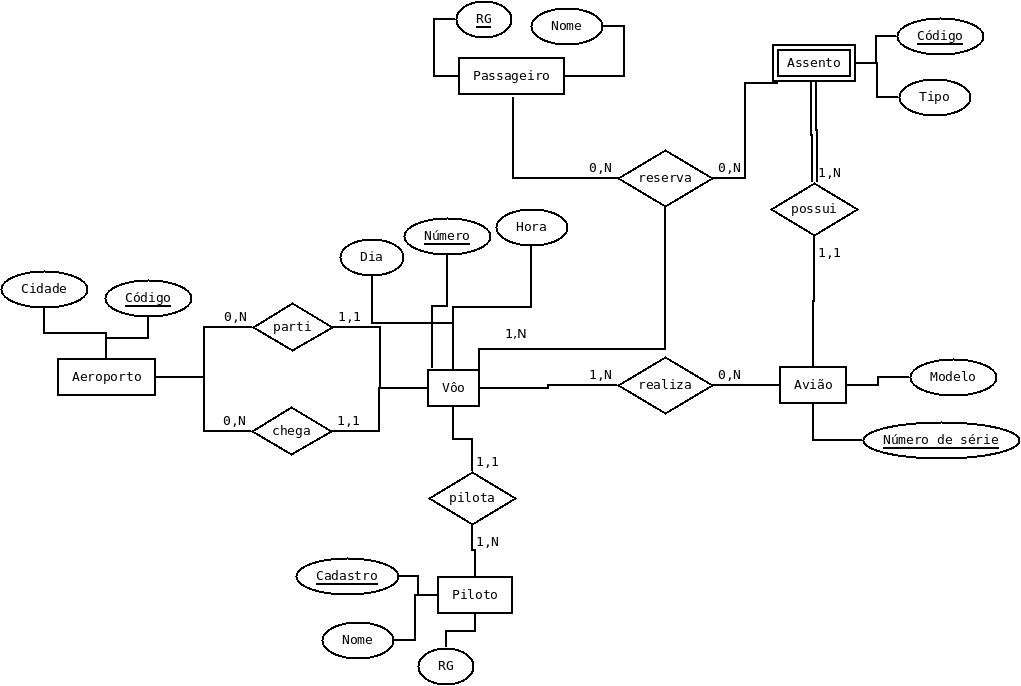 RG
Nome
Passageiro
Código
Assento
Tipo
0,N
reserva
0,N
1,N
possui
1,1
Hora
Número
Dia
Cidade
Código
Aeroporto
0,N
parti
1,1
1,N
0,N
chega
1,1
Vôo
1,N
realiza
0,N
Avião
Modelo
Número de série
1,1
pilota
1,N
Cadastro
Piloto
Nome
RG